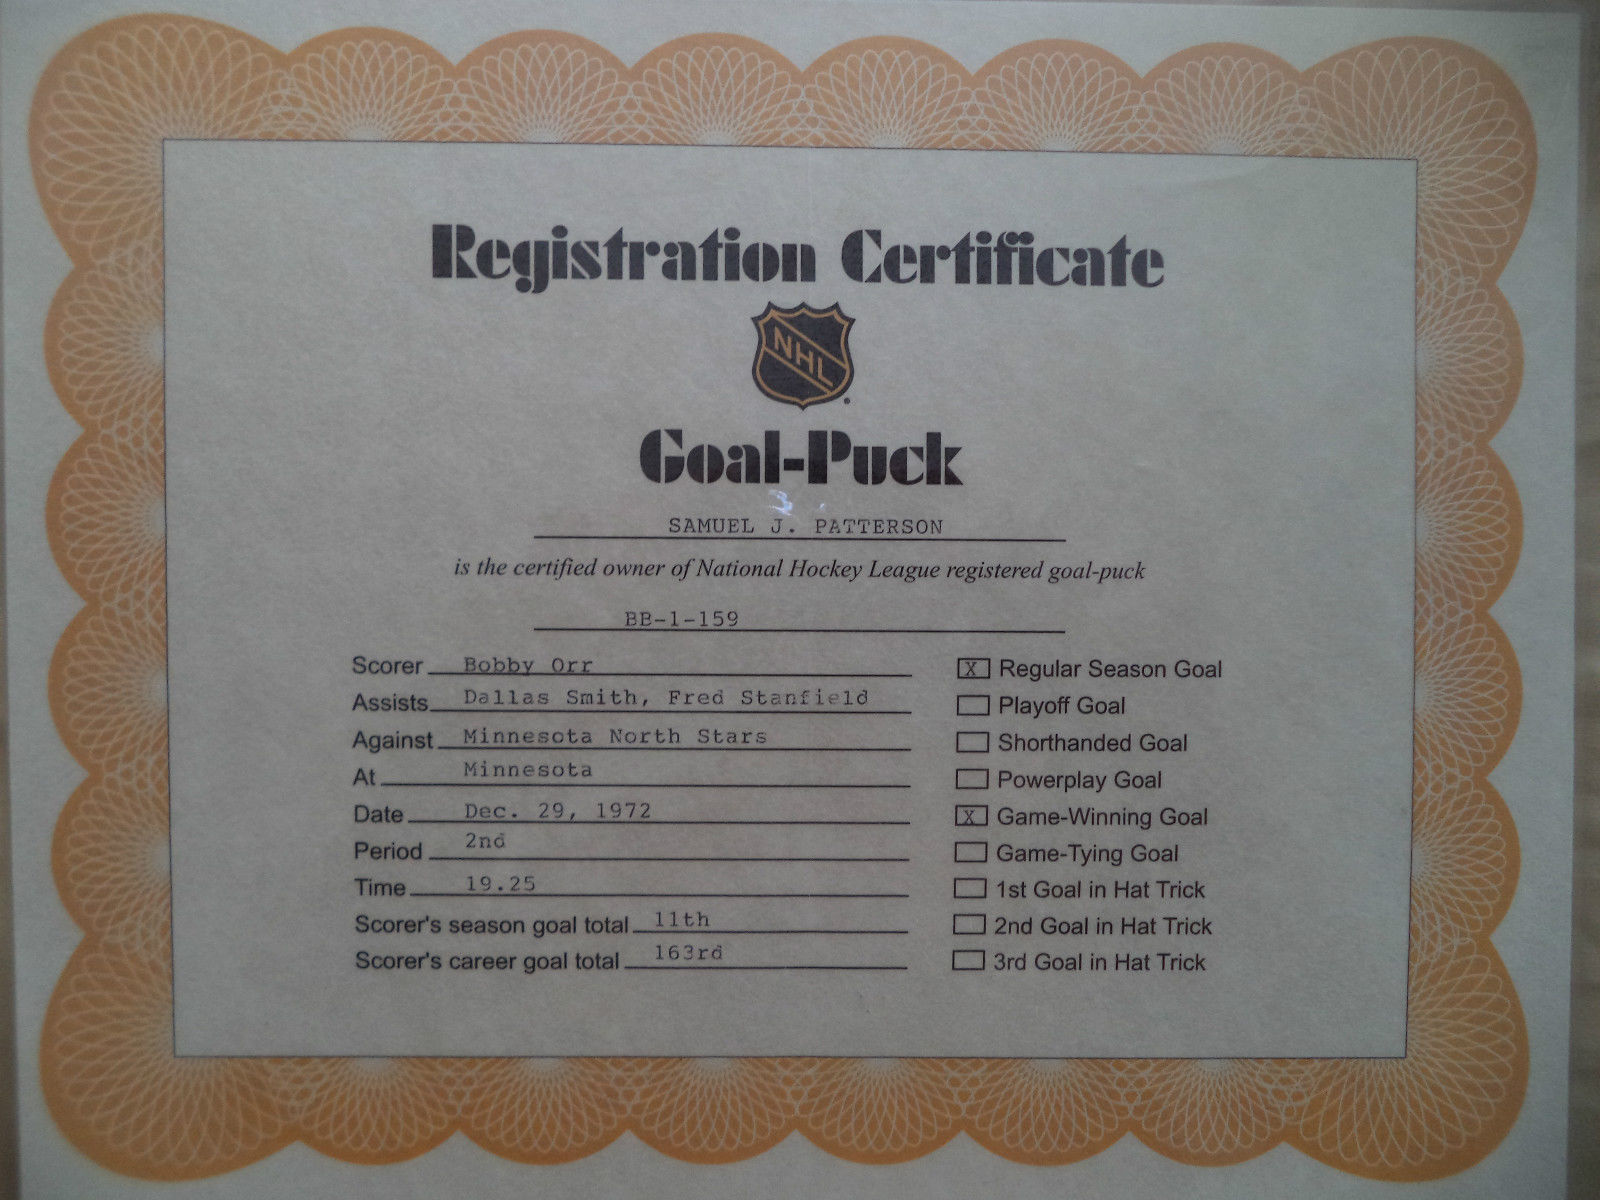 Registration Certificate
NHL
Goal-Puck
SAMUEL J. PATTERSON
is the certified owner of National Hockey League registered goal-puck
BB-1-159
Scorer Bobby Orr
Assists Dallas Smith, Fred Stanfield
Against Minnesota North Stars
At Minnesota
Date Dec. 29, 1972
Period 2nd
Time 19.25
Scorer's season goal total 11th
Scorer's career goal total 163rd
X Regular Season Goal
Playoff Goal
Shorthanded Goal
Powerplay Goal
X Game-Winning Goal
Game-Tying Goal
1st Goal in Hat Trick
2nd Goal in Hat Trick
3rd Goal in Hat Trick